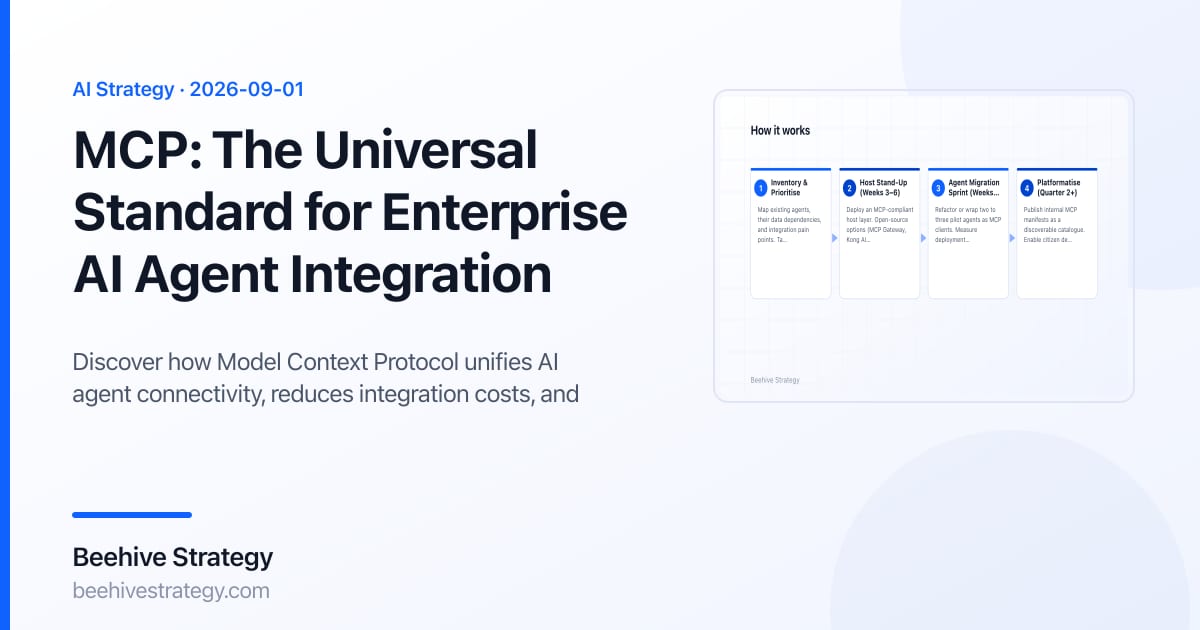 AI Strategy · 2026-09-01
MCP: The Universal
Standard for Enterprise
AI Agent Integration
Discover how Model Context Protocol unifies AI
agent connectivity, reduces integration costs, and
Beehive Strategy
beehivestrategy.com
How it works
1
Inventory &
Prioritise
Map existing agents,
their data dependencies,
and integration pain
points. Ta...
2
Host Stand-Up
(Weeks 3–6)
Deploy an MCP-compliant
host layer. Open-source
options (MCP Gateway,
Kong AI...
3
Agent Migration
Sprint (Weeks...
Refactor or wrap two to
three pilot agents as MCP
clients. Measure
deployment...
4
Platformatise
(Quarter 2+)
Publish internal MCP
manifests as a
discoverable catalogue.
Enable citizen de...
Beehive Strategy